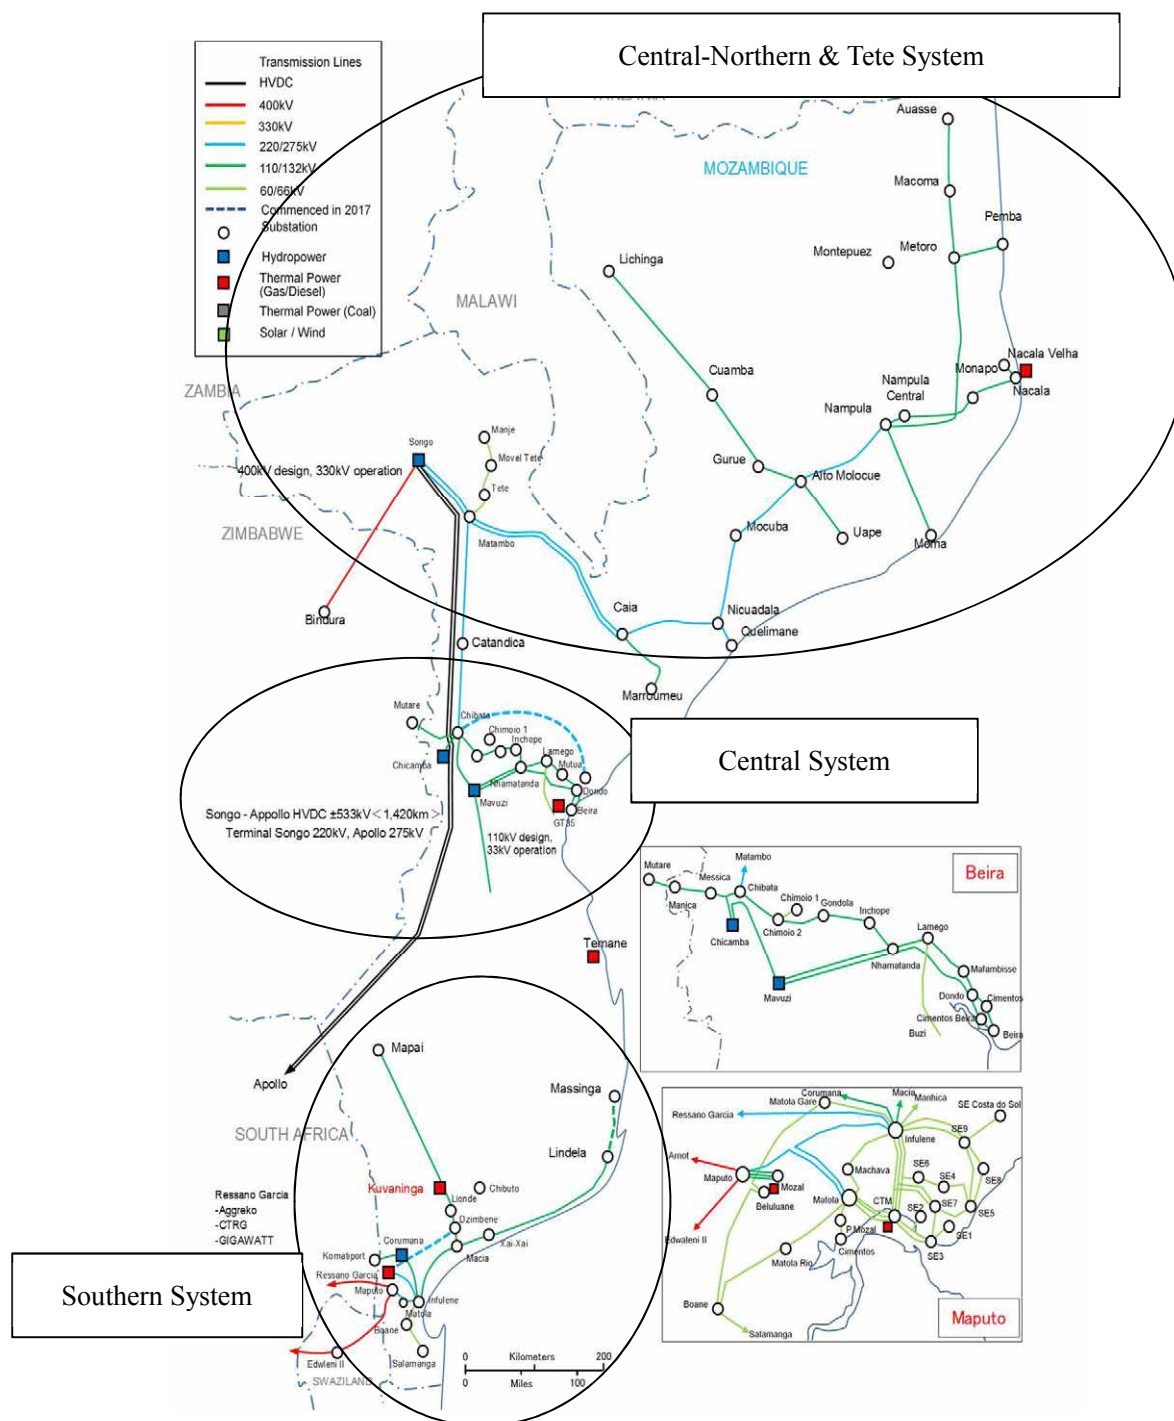 Central-Northern & Tete System
Transmission Lines
HVDC
400kV
330kV
220/275kV
110/132kV
60/66kV
Commenced in 2017
Substation
Hydropower
Thermal Power
(Gas/Diesel)
Thermal Power (Coal)
Solar / Wind
TANZANIA
MOZAMBIQUE
MALAWI
ZAMBIA
ZIMBABWE
Auasse
Macoma
Pemba
Metoro
Montepuez
Lichinga
Cuamba
Nacala Velha
Monapo
Nacala
Nampula
Central
Nampula
Gurue
Alto Molocue
Mocuba
Uape
Moma
Manje
Songo
Movel Tete
400kV design, 330kV operation
Tete
Matambo
Bindura
Caia
Nicuadala
Quelimane
Catandica
Marroumeu
Central System
Mutare
Chibata
Chimoio 1
Inchope
Lamego
Mutua
Chicamba
Nhamatanda
Dondo
Mavuzi
Beira
GT35
Songo - Appollo HVDC ±533kV<1,420km>
Terminal Songo 220kV, Apollo 275kV
110kV design,
33kV operation
Temane
Apollo
Beira
Mutare
Matambo
Messica
Chibata
Manica
Chimoio 1
Gondola
Inchope
Chicamba
Chimoio 2
Lamego
Nhamatanda
Mafambisse
Mavuzi
Dondo
Cimentos
Cimentos Beira
Buzi
Beira
Southern System
Mapai
Massinga
SOUTH AFRICA
Lindela
Kuvaninga
Chibuto
Lionde
Ressano Garcia
-Aggreko
-CTRG
-GIGAWATT
Dzimbene
Corumana
Xai-Xai
Komatiport
Macia
Ressano Garcia
Maputo
Infulene
Matola
Boane
Edwleni II
Salamanga
SWAZILAND
0 Kilometers 200
0 Miles 100
Corumana
Macia
Manhica
Matola Gare
SE Costa do Sol
Ressano Garcia
Infulene
SE9
Arnot
Machava
SE6
SE4
SE8
Maputo
Mozal
Beluluane
Matola
CTM
SE2
SE7
SE5
P.Mozal
SE1
Edwaleni II
Cimentos
SE3
Matola Rio
Boane
Salamanga
Maputo